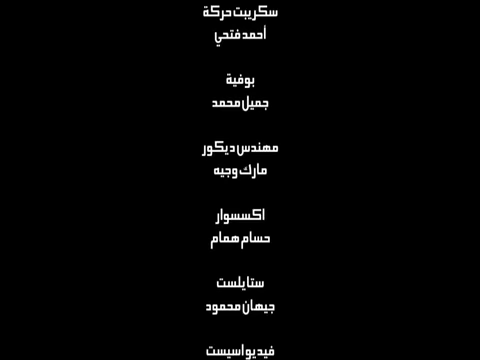 سكريبت حركة
أحمد فتحي
بوفية
جميل محمد
مهندس ديكور
مارك وجيه
اكسسوار
حسام همام
ستايلست
جيهان محمود
فيديو اسيست